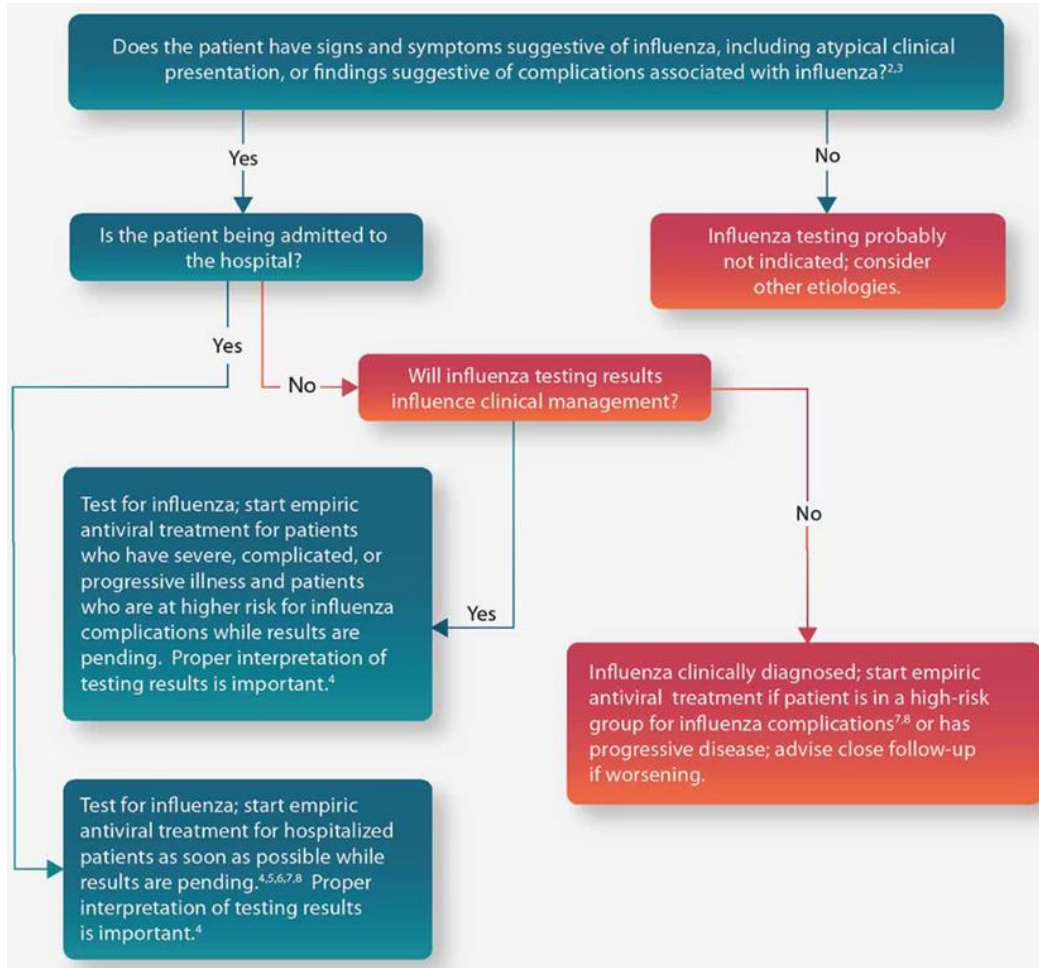 Does the patient have signs and symptoms suggestive of influenza, including atypical clinical
presentation, or findings suggestive of complications associated with influenza?2,3
Yes
No
Is the patient being admitted to
the hospital?
Influenza testing probably
not indicated; consider
other etiologies.
Yes
No
Will influenza testing results
influence clinical management?
Test for influenza; start empiric
antiviral treatment for patients
who have severe, complicated, or
progressive illness and patients
who are at higher risk for influenza
complications while results are
pending. Proper interpretation of
testing results is important.4
Yes
No
Influenza clinically diagnosed; start empiric
antiviral treatment if patient is in a high-risk
group for influenza complications7,8 or has
progressive disease; advise close follow-up
if worsening.
Test for influenza; start empiric
antiviral treatment for hospitalized
patients as soon as possible while
results are pending.4,5,6,7,8 Proper
interpretation of testing results
is important.4